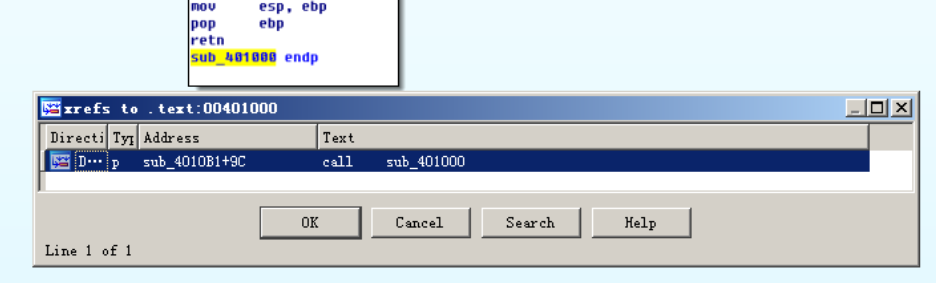 mov esp, ebp
pop ebp
retn
sub_401000 endp
xrefs to .text:00401000
Directi Typ Address Text
D… p sub_4010B1+9C call sub_401000
OK Cancel Search Help
Line 1 of 1